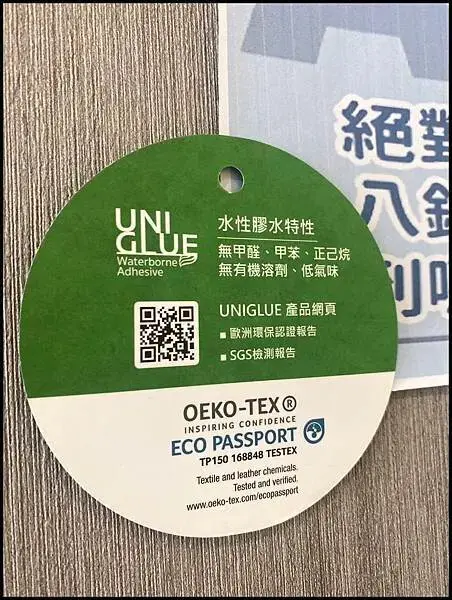 絕對
八
UNI
GLUE
Waterborne
Adhesive
水性膠水特性
無甲醛、甲苯、正己烷
無有機溶劑、低氣味
UNIGLUE 產品網頁
▪ 歐洲環保認證報告
▪ SGS檢測報告
OEKO-TEX®
INSPIRING CONFIDENCE
ECO PASSPORT
TP150 168848 TESTEX
Textile and leather chemicals.
Tested and verified.
www.oeko-tex.com/ecopassport